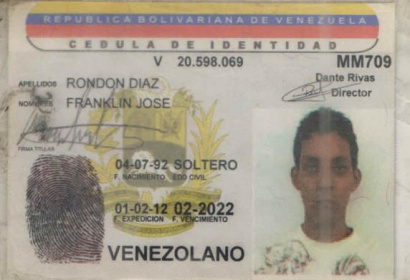 REPUBLICA BOLIVARIANA DE VENEZUELA
CEDULA DE IDENTIDAD
V 20.598.069 MM709
Dante Rivas
Director
APELLIDOS RONDON DIAZ
NOMBRES FRANKLIN JOSE
FIRMA TITULAR
04-07-92 SOLTERO
F. NACIMIENTO EDO CIVIL
01-02-12 02-2022
F. EXPEDICION F. VENCIMIENTO
VENEZOLANO